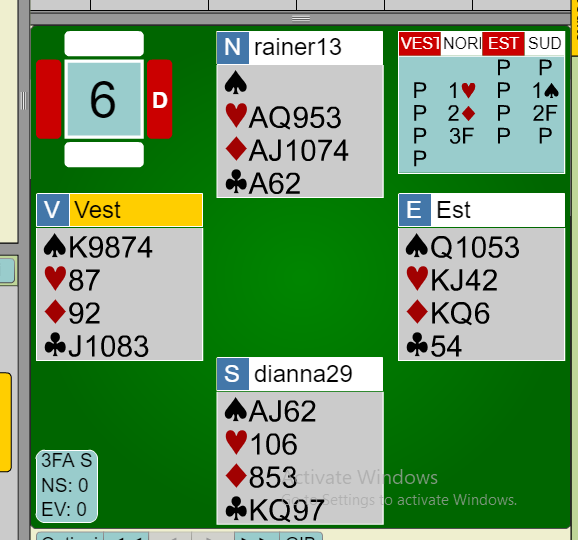 N rainer13
♠
♥AQ953
♦AJ1074
♣A62
6
D
VEST NORI EST SUD
P P
P 1♥ P 1♠
P 2♦ P 2F
P 3F P P
P
V Vest
♠K9874
♥87
♦92
♣J1083
E Est
♠Q1053
♥KJ42
♦KQ6
♣54
S dianna29
♠AJ62
♥106
♦853
♣KQ97
3FA S
NS: 0
EV: 0
Activate Windows
Go to Settings to activate Windows.